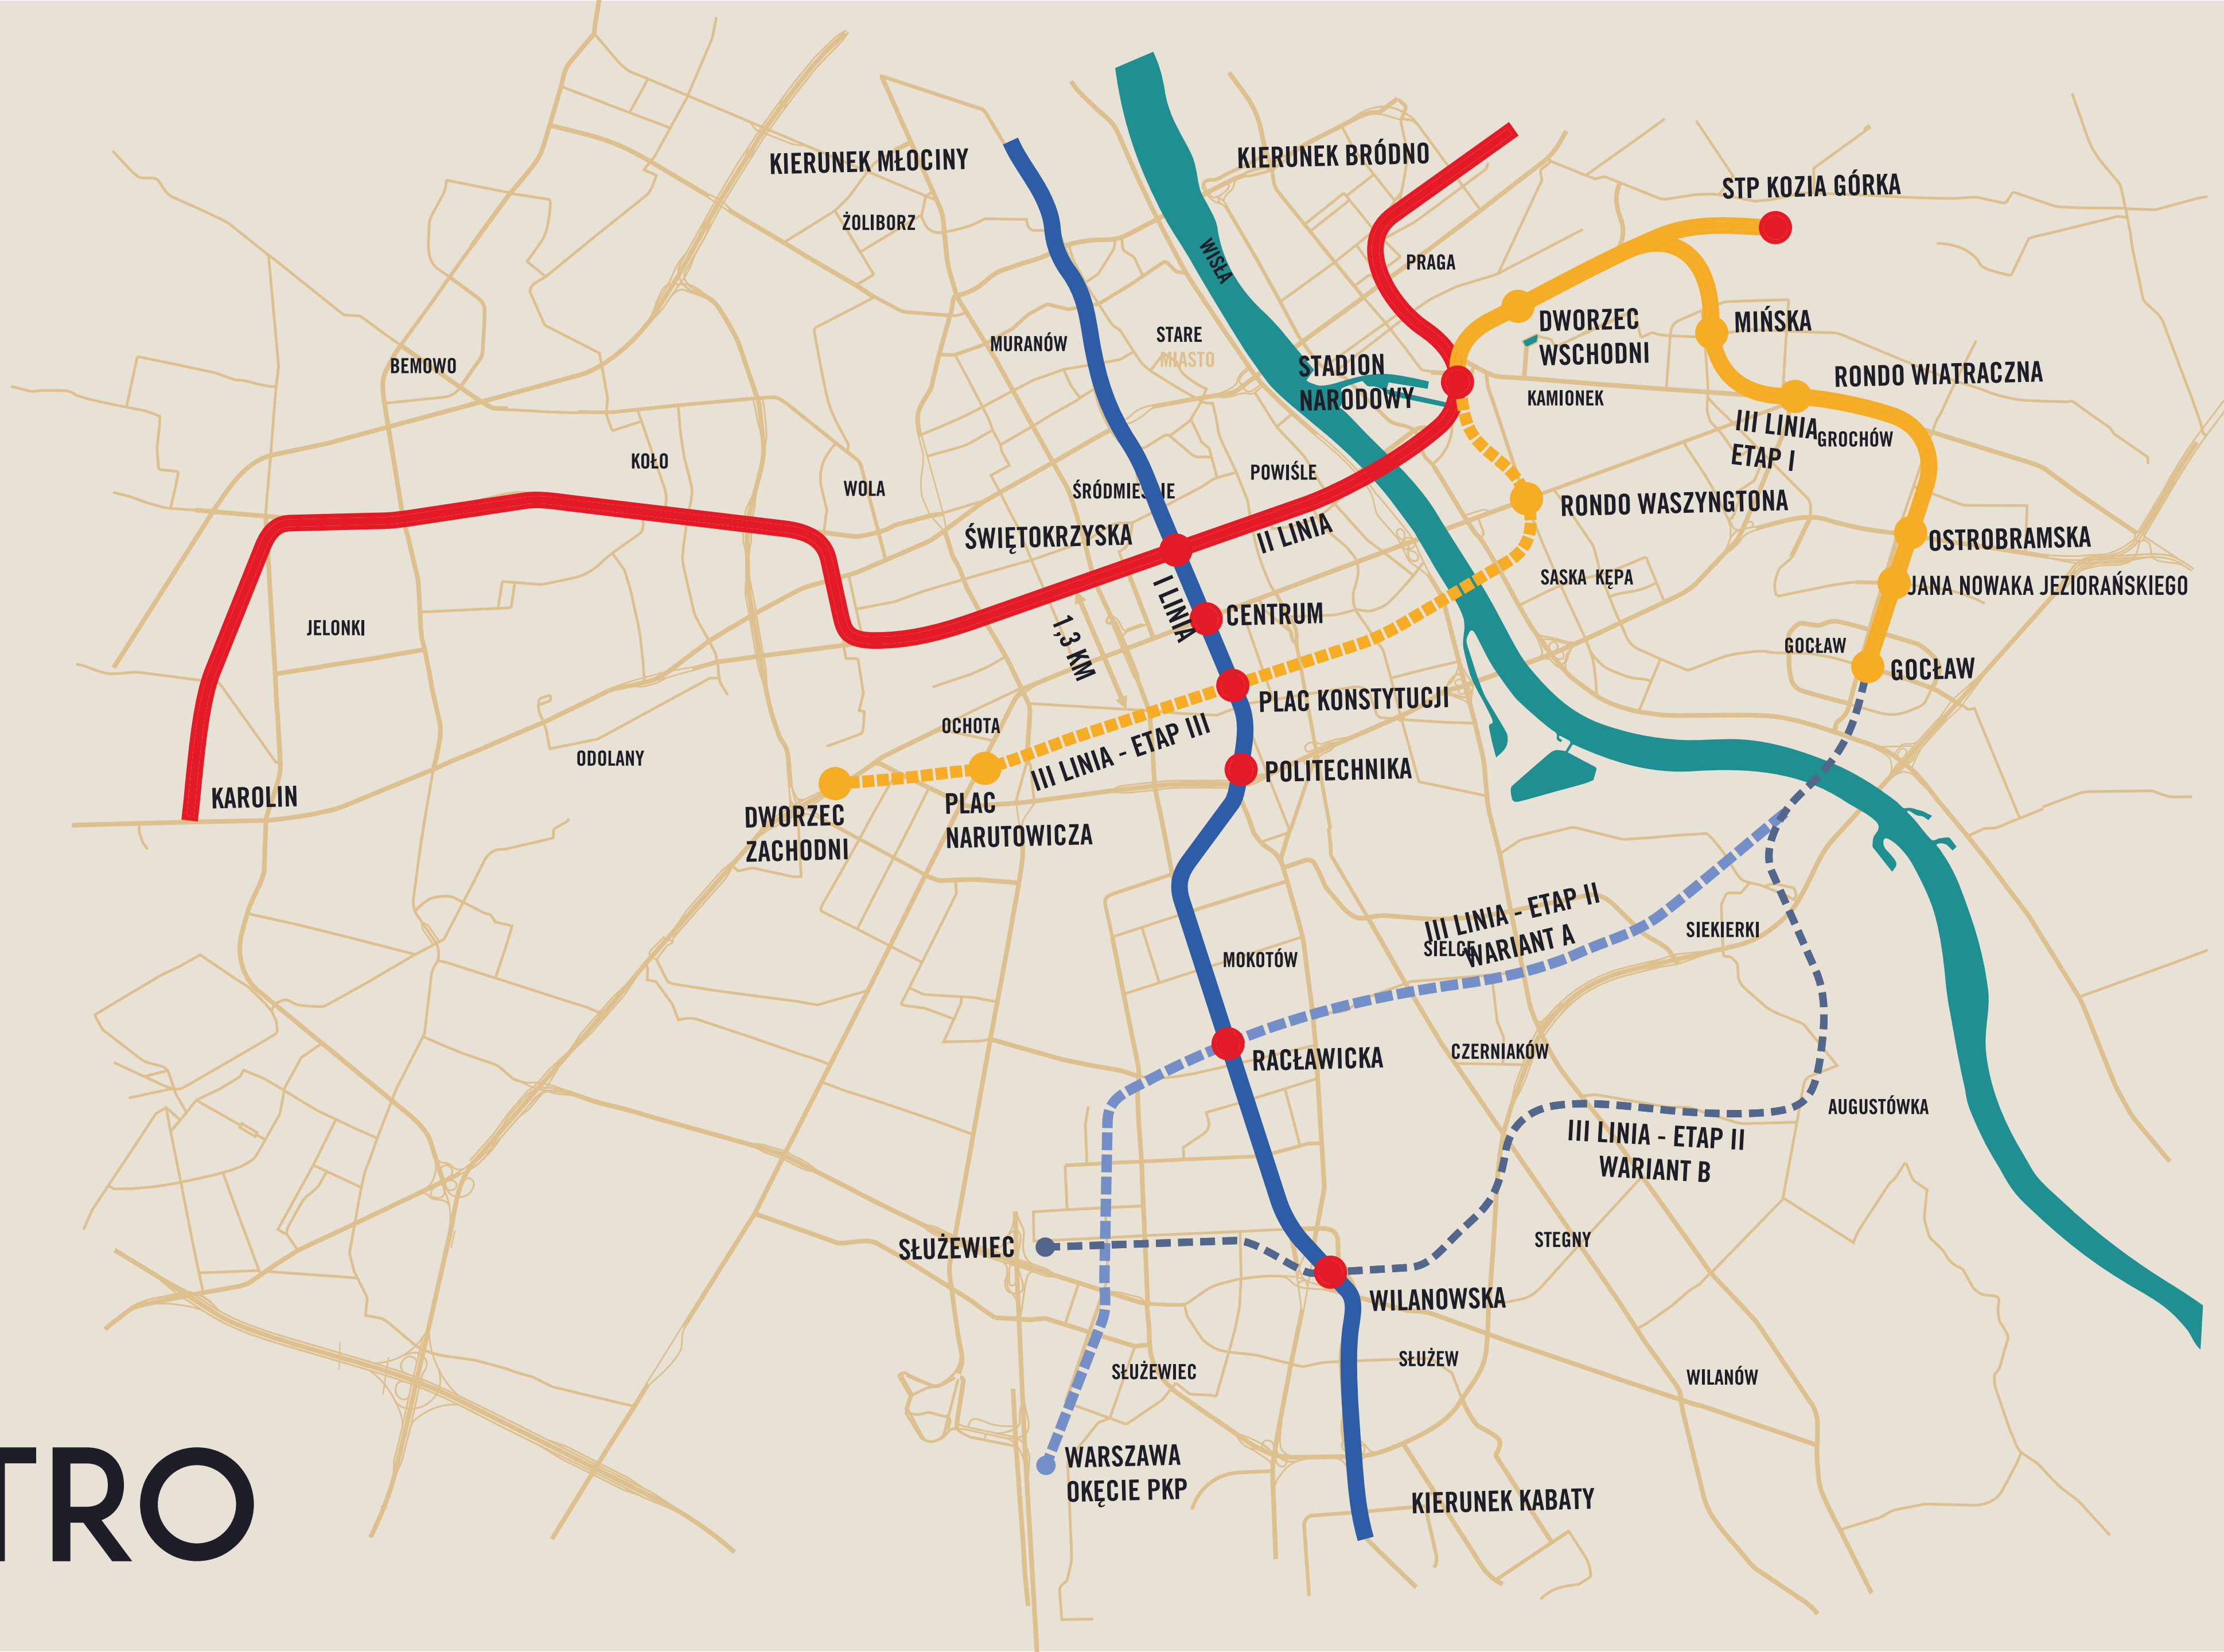 KIERUNEK MŁOCINY
KIERUNEK BRÓDNO
STP KOZIA GÓRKA
ŻOLIBORZ
WISŁA
PRAGA
DWORZEC
WSCHODNI
MIŃSKA
MURANÓW
STARE
MIASTO
STADION
NARODOWY
BEMOWO
KAMIONEK
RONDO WIATRACZNA
III LINIA
ETAP I
GROCHÓW
KOŁO
WOLA
POWIŚLE
ŚRÓDMIEŚCIE
RONDO WASZYNGTONA
ŚWIĘTOKRZYSKA
II LINIA
OSTROBRAMSKA
SASKA KĘPA
JANA NOWAKA JEZIORAŃSKIEGO
I LINIA
CENTRUM
JELONKI
1,3 KM
GOCŁAW
GOCŁAW
PLAC KONSTYTUCJI
OCHOTA
III LINIA - ETAP III
ODOLANY
POLITECHNIKA
KAROLIN
DWORZEC
ZACHODNI
PLAC
NARUTOWICZA
III LINIA - ETAP II
WARIANT A
SIELCE
SIEKIERKI
MOKOTÓW
RACŁAWICKA
CZERNIAKÓW
AUGUSTÓWKA
III LINIA - ETAP II
WARIANT B
SŁUŻEWIEC
STEGNY
WILANOWSKA
SŁUŻEWIEC
SŁUŻEW
WILANÓW
WARSZAWA
OKĘCIE PKP
KIERUNEK KABATY
TRO